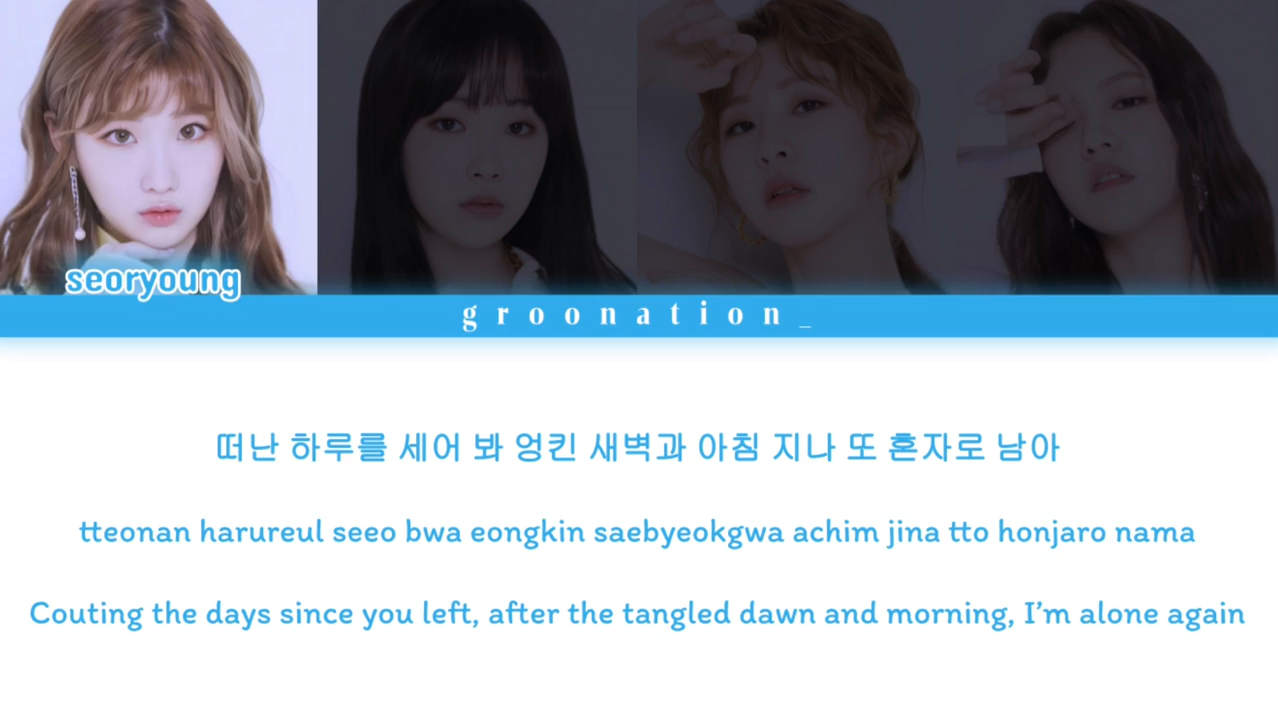 seoryoung
groonation_
떠난 하루를 세어 봐 엉킨 새벽과 아침 지나 또 혼자로 남아
tteonan harureul seeo bwa eongkin saebyeokgwa achim jina tto honjaro nama
Couting the days since you left, after the tangled dawn and morning, I'm alone again